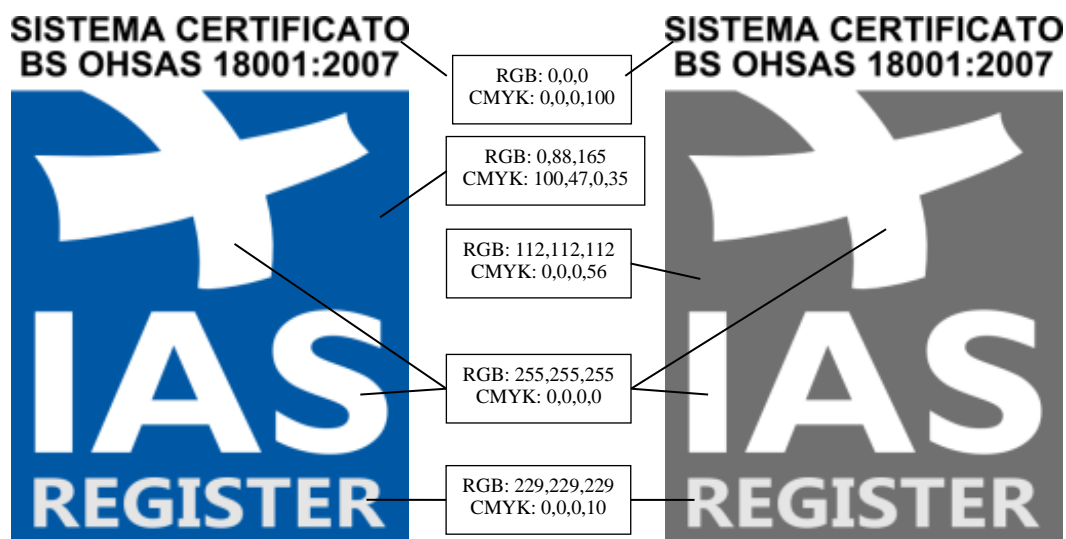 SISTEMA CERTIFICATO
BS OHSAS 18001:2007
IAS
REGISTER
RGB: 0,0,0
CMYK: 0,0,0,100
RGB: 0,88,165
CMYK: 100,47,0,35
RGB: 112,112,112
CMYK: 0,0,0,56
RGB: 255,255,255
CMYK: 0,0,0,0
RGB: 229,229,229
CMYK: 0,0,0,10
SISTEMA CERTIFICATO
BS OHSAS 18001:2007
IAS
REGISTER